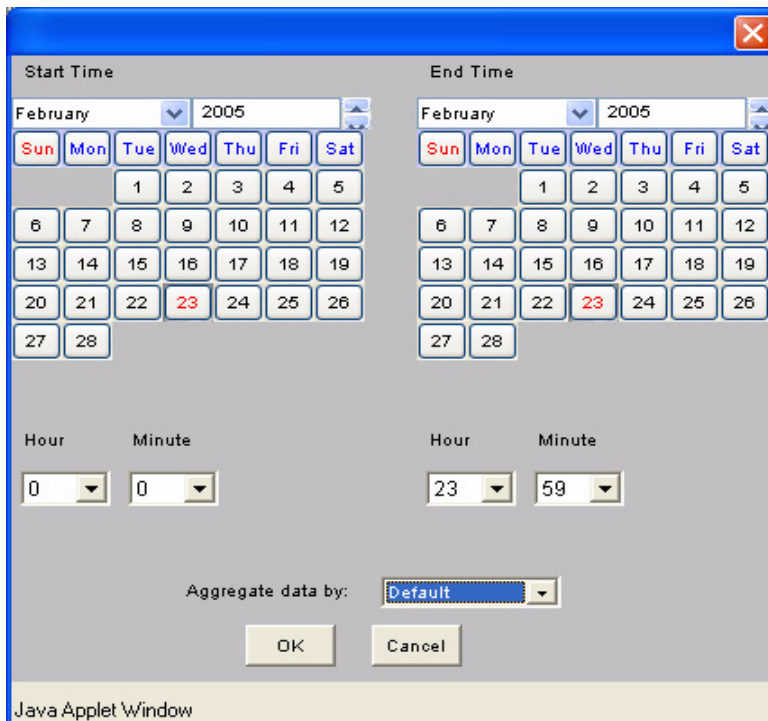 Start Time End Time
February 2005 February 2005
Sun Mon Tue Wed Thu Fri Sat Sun Mon Tue Wed Thu Fri Sat
1 2 3 4 5 1 2 3 4 5
6 7 8 9 10 11 12 6 7 8 9 10 11 12
13 14 15 16 17 18 19 13 14 15 16 17 18 19
20 21 22 23 24 25 26 20 21 22 23 24 25 26
27 28 27 28
Hour Minute Hour Minute
0 0 23 59
Aggregate data by: Default
OK Cancel
Java Applet Window